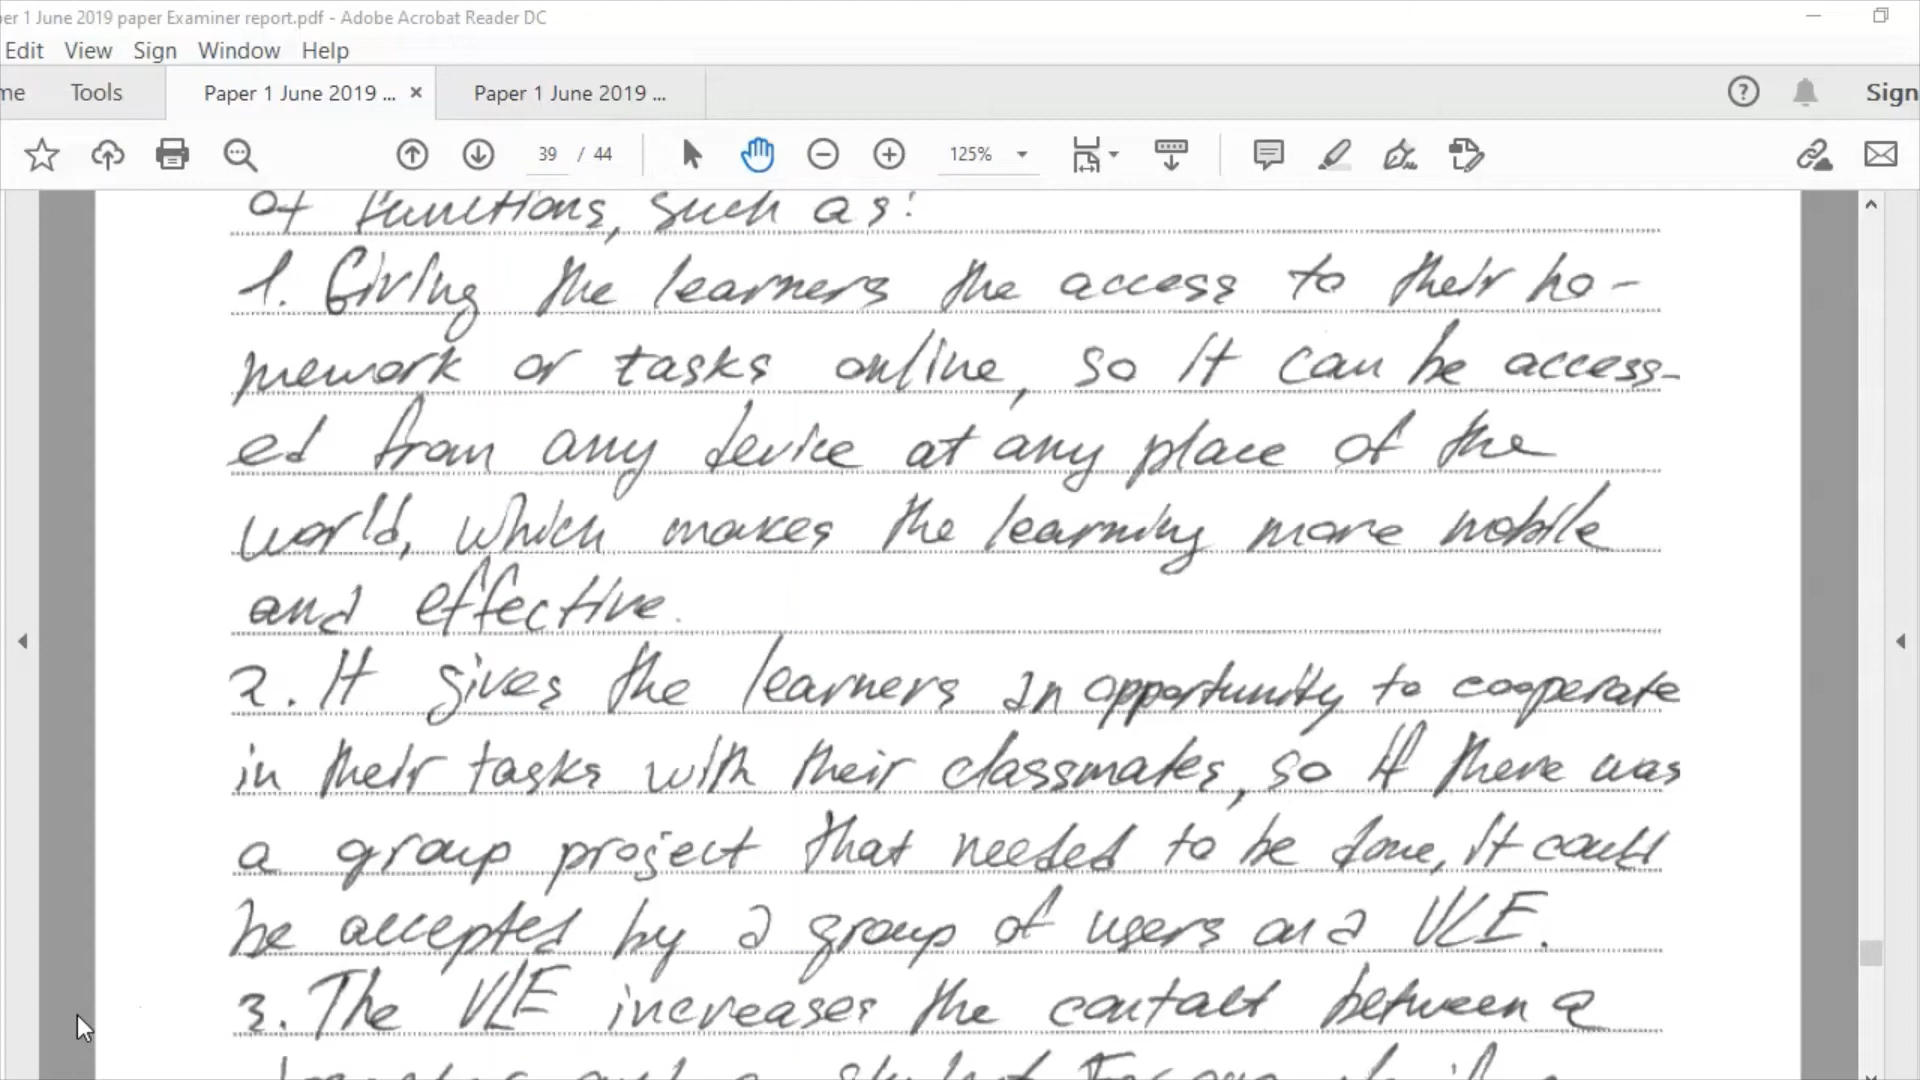 er 1 June 2019 paper Examiner report.pdf - Adobe Acrobat Reader DC
Edit View Sign Window Help
me Tools Paper 1 June 2019 ... × Paper 1 June 2019 ... Sign
39 / 44 125%
of functions, such as:
1. Giving the learners the access to their ho-
mework or tasks online, so it can be access-
ed from any device at any place of the
world, which makes the learning more mobile
and effective.
2. It gives the learners an opportunity to cooperate
in their tasks with their classmates, so if there was
a group project that needed to be done, it could
be accepted by a group of users on a VLE.
3. The VLE increases the contact between a
and a student